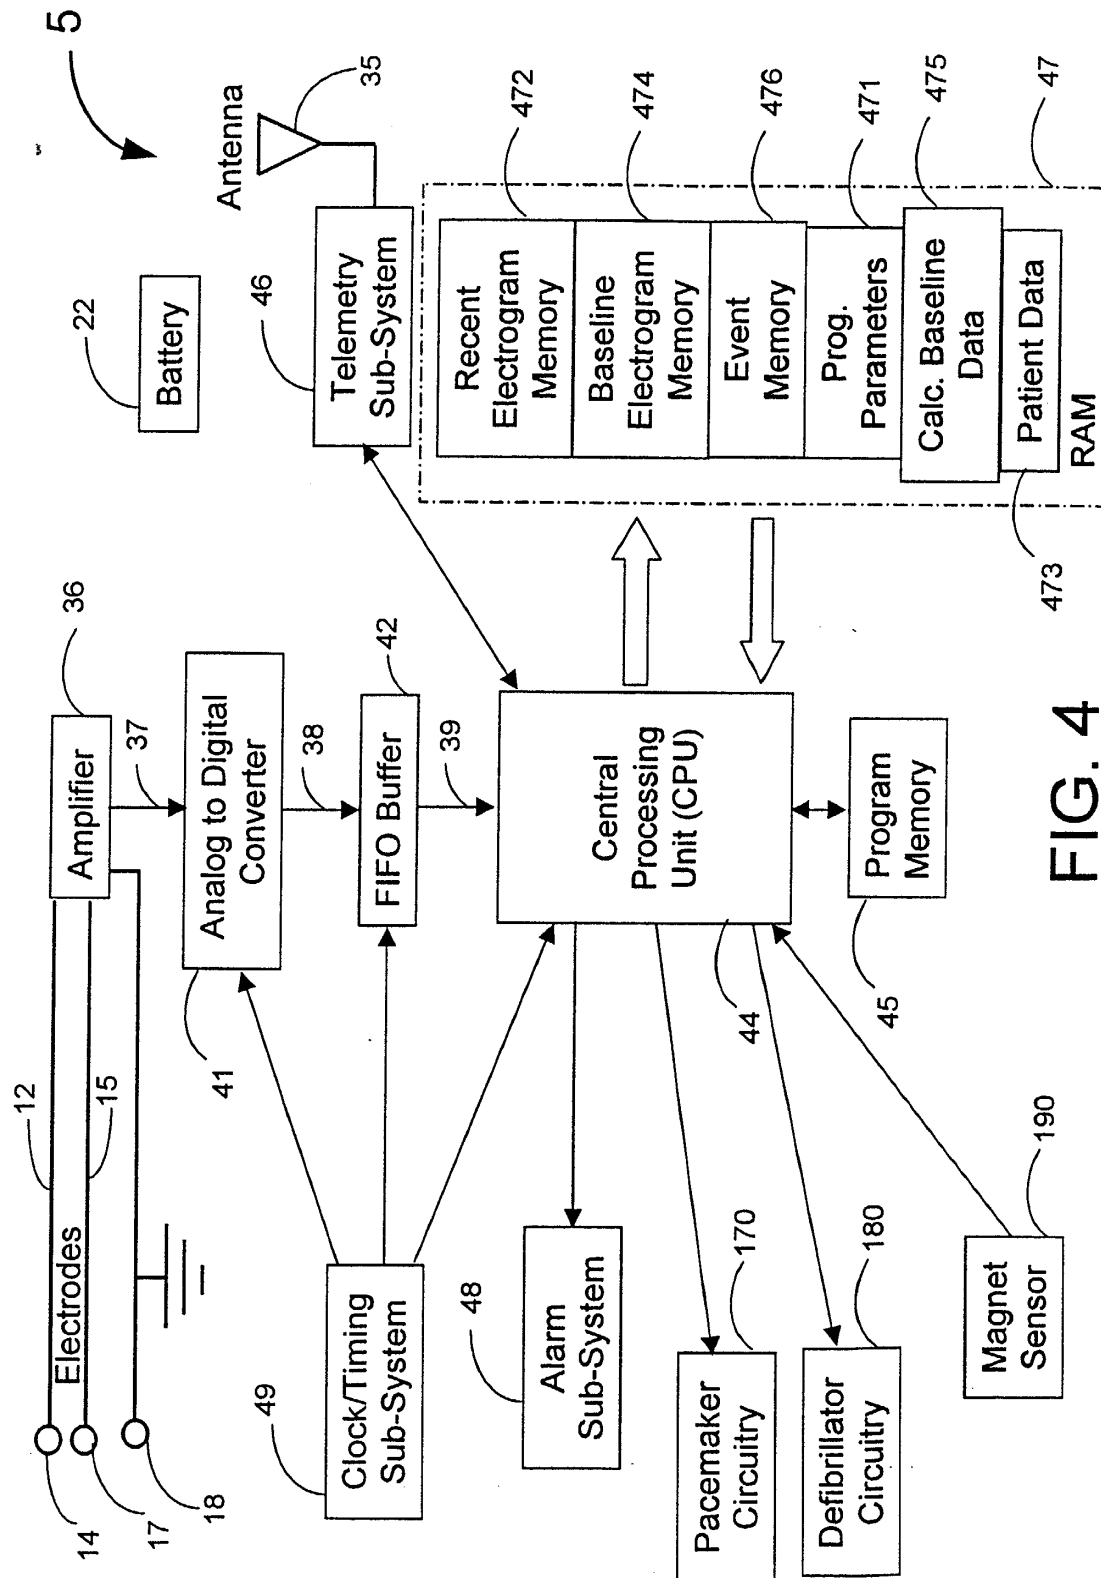 5
22
Battery
Antenna
35
46
Telemetry
Sub-System
36
Amplifier
37
Analog to Digital
Converter
41
38
FIFO Buffer
42
39
12
15
Electrodes
14
17
18
49
Clock/Timing
Sub-System
48
Alarm
Sub-System
Central
Processing
Unit (CPU)
44
Pacemaker
Circuitry
170
Defibrillator
Circuitry
180
Magnet
Sensor
190
Program
Memory
45
Recent
Electrogram
Memory
472
Baseline
Electrogram
Memory
474
Event
Memory
476
Prog.
Parameters
471
Calc. Baseline
Data
475
Patient Data
473
RAM
47
FIG. 4